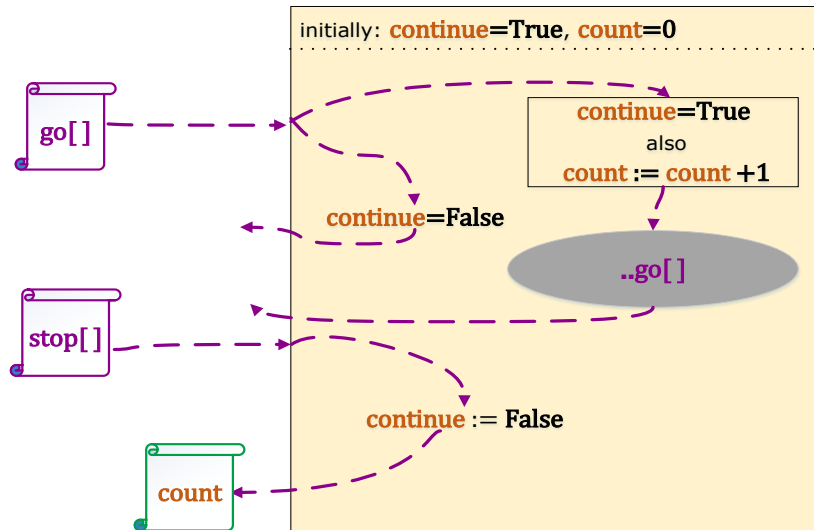 initially: continue=True, count=0
go[]
continue=True
also
count := count +1
continue=False
..go[]
stop[]
continue := False
count